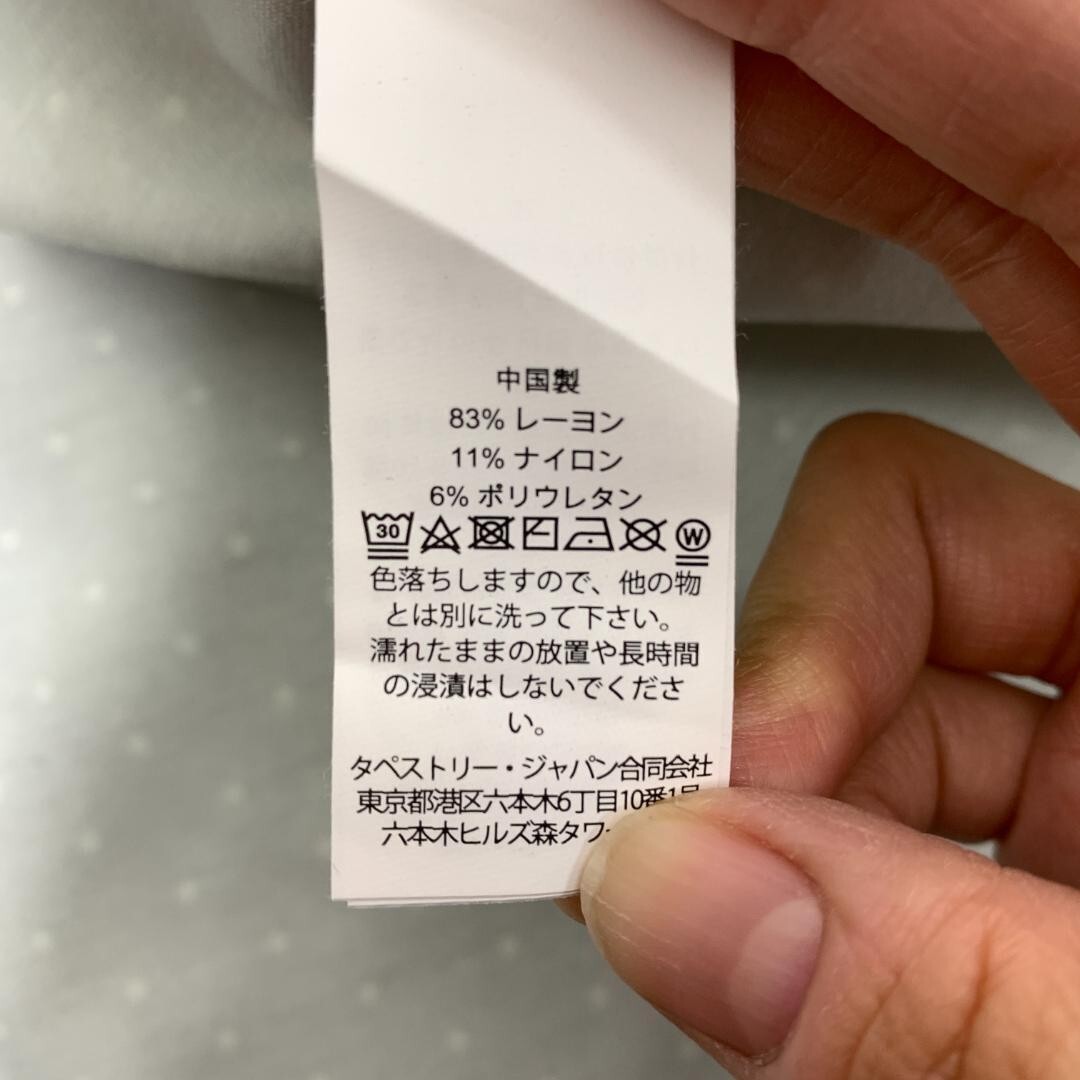 中国製
83% レーヨン
11% ナイロン
6% ポリウレタン
30 W
色落ちしますので、他の物
とは別に洗って下さい。
濡れたままの放置や長時間
の浸漬はしないでくださ
い。
タペストリー・ジャパン合同会社
東京都港区六本木6丁目10番1号
六本木ヒルズ森タワ